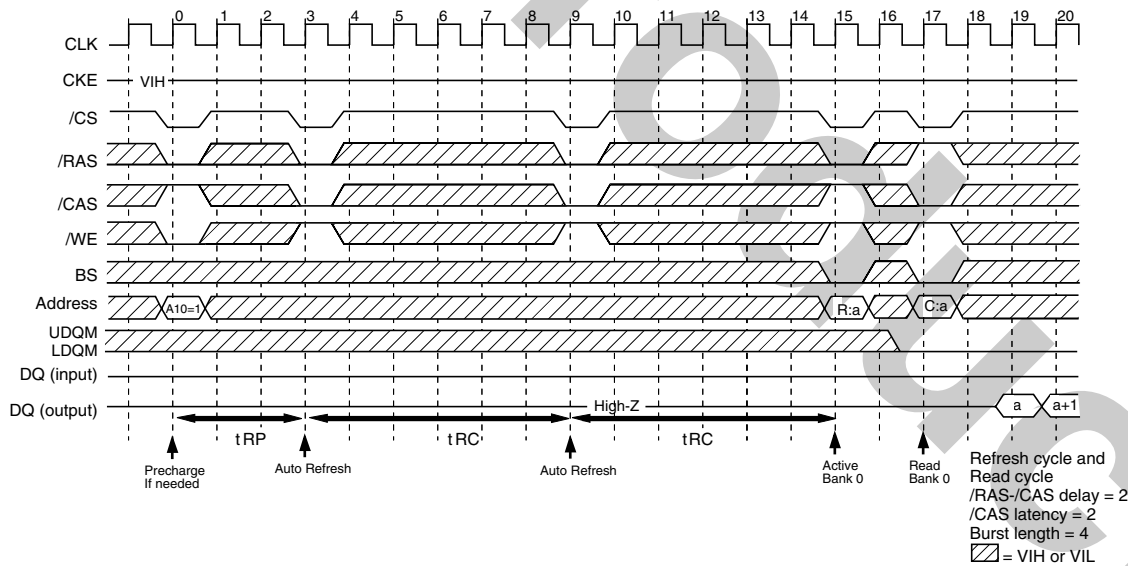 0 1 2 3 4 5 6 7 8 9 10 11 12 13 14 15 16 17 18 19 20
CLK
CKE VIH
/CS
/RAS
/CAS
/WE
BS
Address A10=1 R:a C:a
UDQM
LDQM
DQ (input)
DQ (output) High-Z a a+1
tRP tRC tRC
Precharge
If needed
Auto Refresh
Auto Refresh
Active
Bank 0
Read
Bank 0
Refresh cycle and
Read cycle
/RAS-/CAS delay = 2
/CAS latency = 2
Burst length = 4
= VIH or VIL